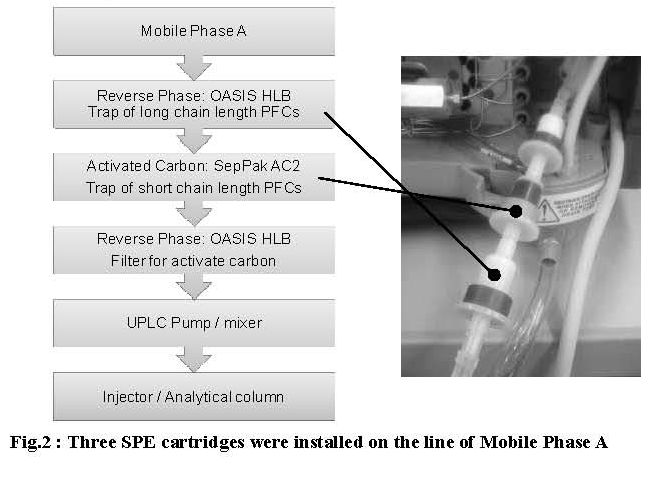 Mobile Phase A
Reverse Phase: OASIS HLB
Trap of long chain length PFCs
Activated Carbon: SepPak AC2
Trap of short chain length PFCs
Reverse Phase: OASIS HLB
Filter for activate carbon
UPLC Pump / mixer
Injector / Analytical column
Fig.2 : Three SPE cartridges were installed on the line of Mobile Phase A